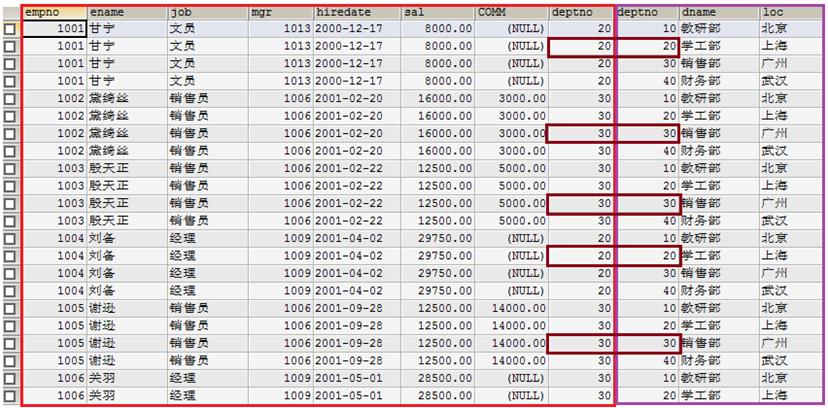 empno ename job mgr hiredate sal COMM deptno deptno dname loc
1001 甘宁 文员 1013 2000-12-17 8000.00 (NULL) 20 10 教研部 北京
1001 甘宁 文员 1013 2000-12-17 8000.00 (NULL) 20 20 学工部 上海
1001 甘宁 文员 1013 2000-12-17 8000.00 (NULL) 20 30 销售部 广州
1001 甘宁 文员 1013 2000-12-17 8000.00 (NULL) 20 40 财务部 武汉
1002 黛绮丝 销售员 1006 2001-02-20 16000.00 3000.00 30 10 教研部 北京
1002 黛绮丝 销售员 1006 2001-02-20 16000.00 3000.00 30 20 学工部 上海
1002 黛绮丝 销售员 1006 2001-02-20 16000.00 3000.00 30 30 销售部 广州
1002 黛绮丝 销售员 1006 2001-02-20 16000.00 3000.00 30 40 财务部 武汉
1003 殷天正 销售员 1006 2001-02-22 12500.00 5000.00 30 10 教研部 北京
1003 殷天正 销售员 1006 2001-02-22 12500.00 5000.00 30 20 学工部 上海
1003 殷天正 销售员 1006 2001-02-22 12500.00 5000.00 30 30 销售部 广州
1003 殷天正 销售员 1006 2001-02-22 12500.00 5000.00 30 40 财务部 武汉
1004 刘备 经理 1009 2001-04-02 29750.00 (NULL) 20 10 教研部 北京
1004 刘备 经理 1009 2001-04-02 29750.00 (NULL) 20 20 学工部 上海
1004 刘备 经理 1009 2001-04-02 29750.00 (NULL) 20 30 销售部 广州
1004 刘备 经理 1009 2001-04-02 29750.00 (NULL) 20 40 财务部 武汉
1005 谢逊 销售员 1006 2001-09-28 12500.00 14000.00 30 10 教研部 北京
1005 谢逊 销售员 1006 2001-09-28 12500.00 14000.00 30 20 学工部 上海
1005 谢逊 销售员 1006 2001-09-28 12500.00 14000.00 30 30 销售部 广州
1005 谢逊 销售员 1006 2001-09-28 12500.00 14000.00 30 40 财务部 武汉
1006 关羽 经理 1009 2001-05-01 28500.00 (NULL) 30 10 教研部 北京
1006 关羽 经理 1009 2001-05-01 28500.00 (NULL) 30 20 学工部 上海